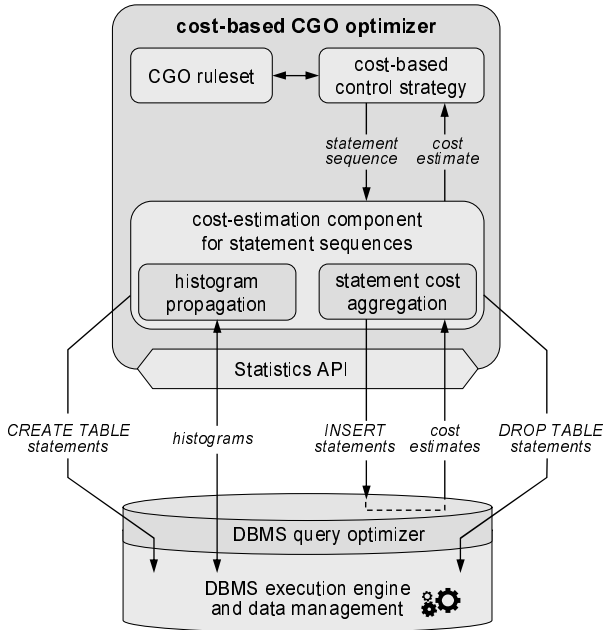 cost-based CGO optimizer
CGO ruleset
cost-based
control strategy
statement
sequence
cost
estimate
cost-estimation component
for statement sequences
histogram
propagation
statement cost
aggregation
Statistics API
CREATE TABLE
statements
histograms
INSERT
statements
cost
estimates
DROP TABLE
statements
DBMS query optimizer
DBMS execution engine
and data management